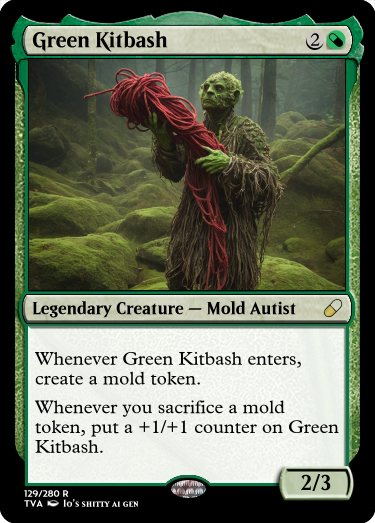 Green Kitbash 2
Legendary Creature — Mold Autist
Whenever Green Kitbash enters,
create a mold token.
Whenever you sacrifice a mold
token, put a +1/+1 counter on Green
Kitbash.
2/3
129/280 R
TVA Io's SHITTY AI GEN